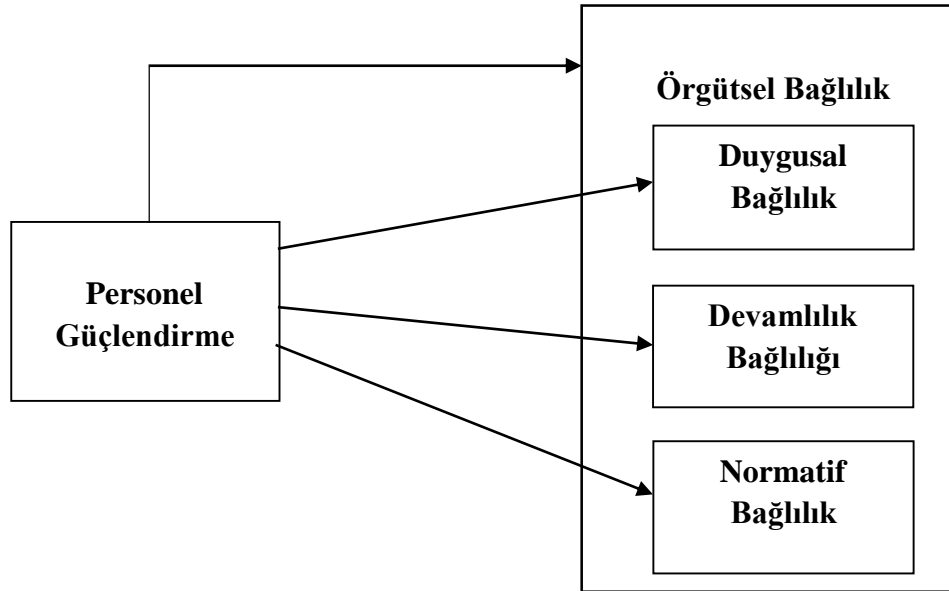 Örgütsel Bağlılık
Duygusal
Bağlılık
Personel
Güçlendirme
Devamlılık
Bağlılığı
Normatif
Bağlılık